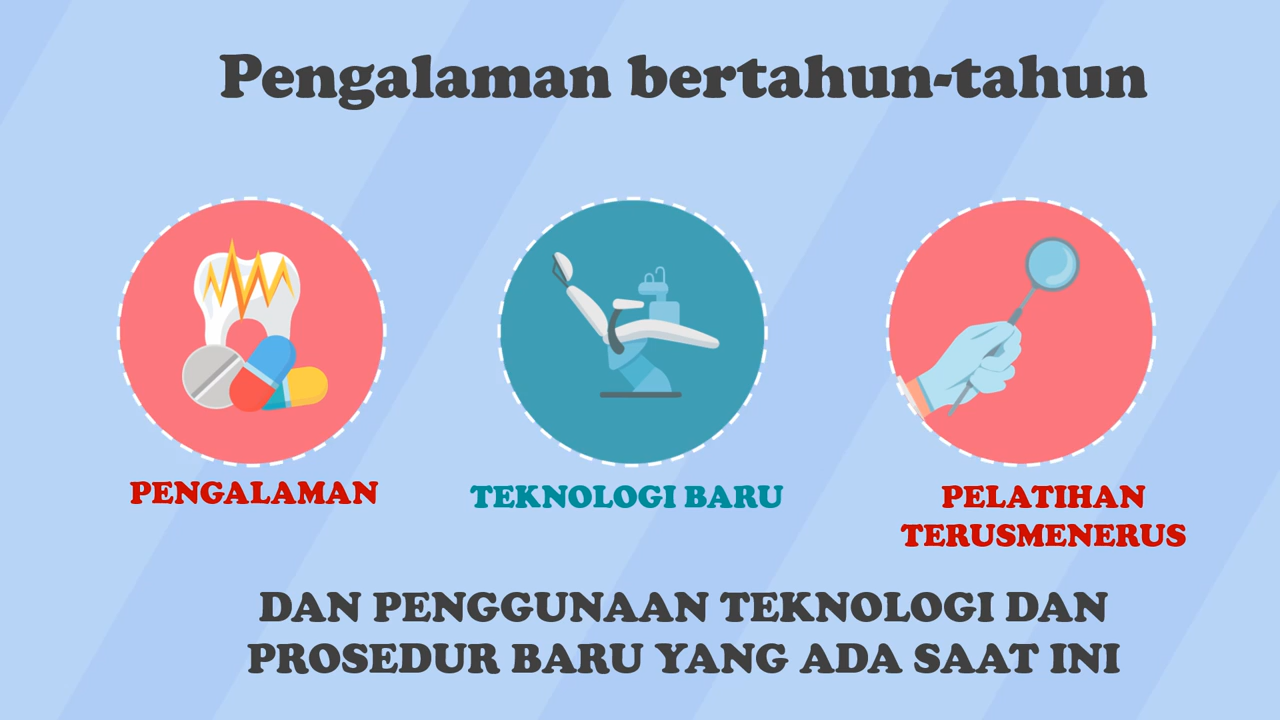 Pengalaman bertahun-tahun
PENGALAMAN
TEKNOLOGI BARU
PELATIHAN
TERUSMENERUS
DAN PENGGUNAAN TEKNOLOGI DAN
PROSEDUR BARU YANG ADA SAAT INI